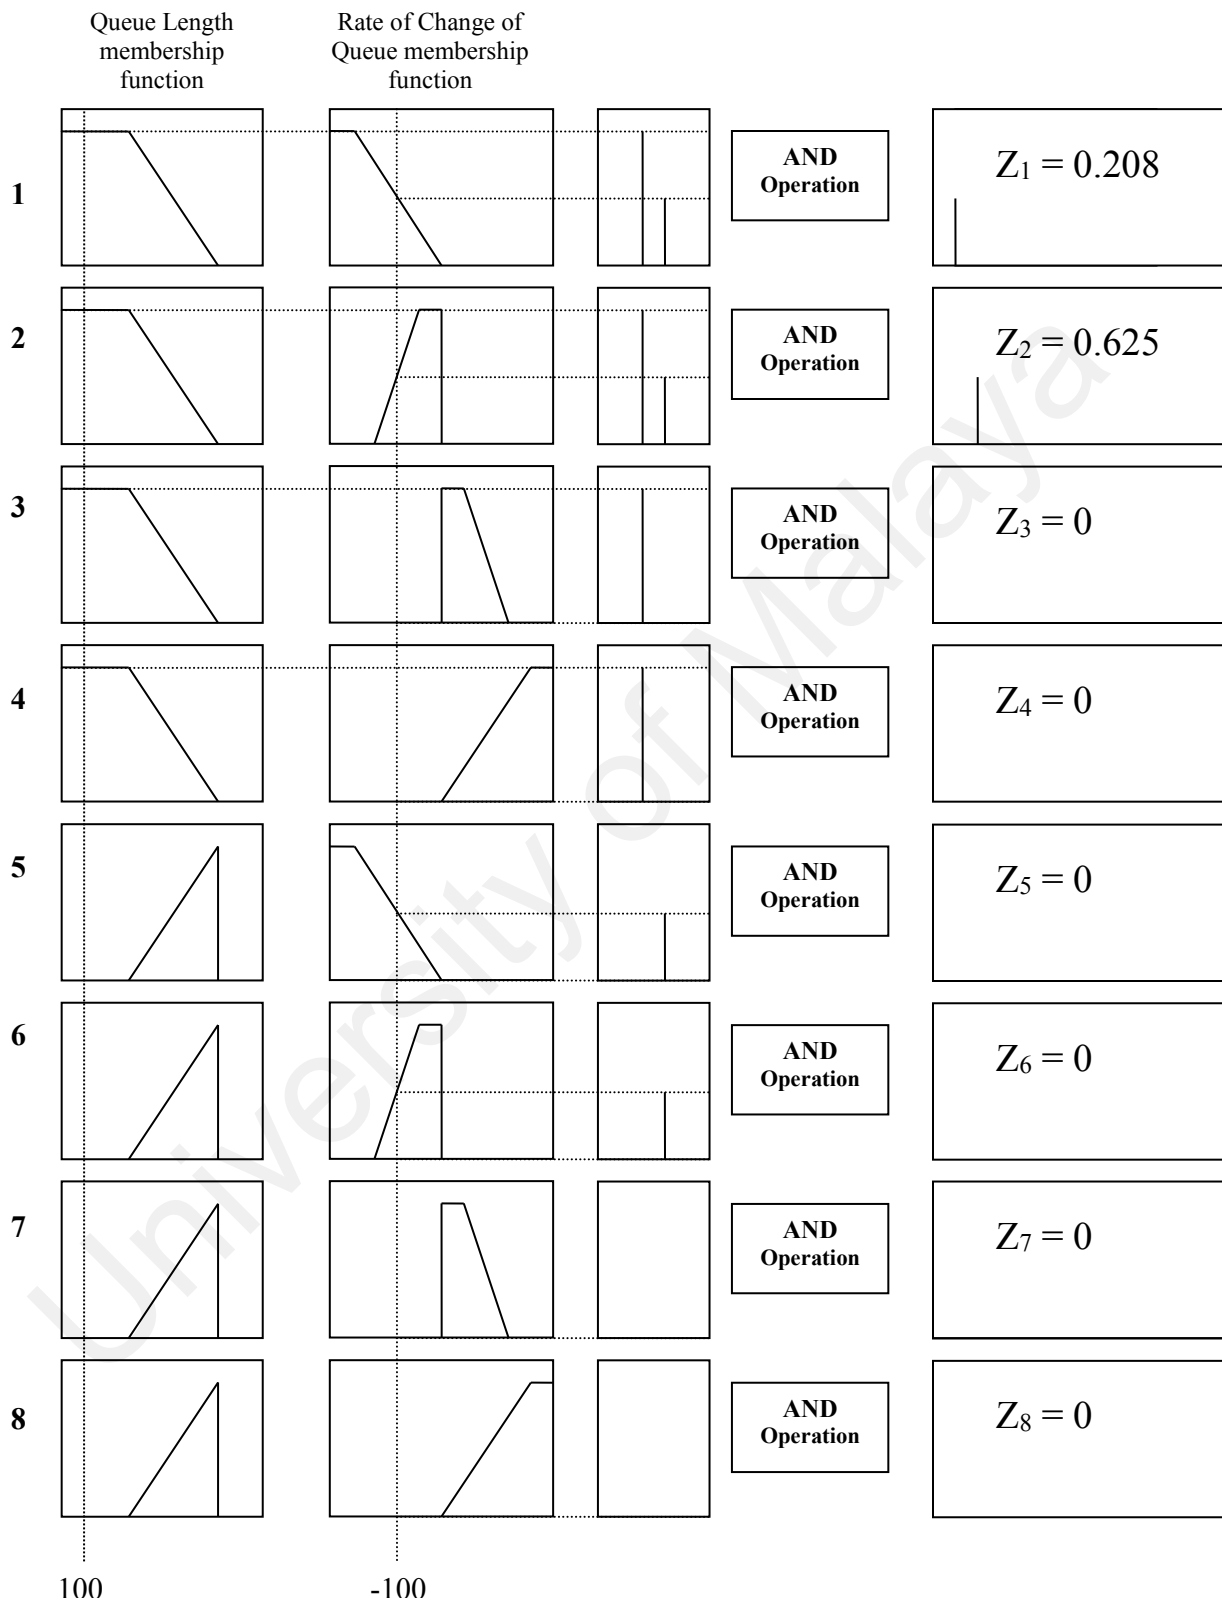 Queue Length
membership
function
Rate of Change of
Queue membership
function
1
AND
Operation
Z1 = 0.208
2
AND
Operation
Z2 = 0.625
3
AND
Operation
Z3 = 0
4
AND
Operation
Z4 = 0
5
AND
Operation
Z5 = 0
6
AND
Operation
Z6 = 0
7
AND
Operation
Z7 = 0
8
AND
Operation
Z8 = 0
100
-100
University of Malaya